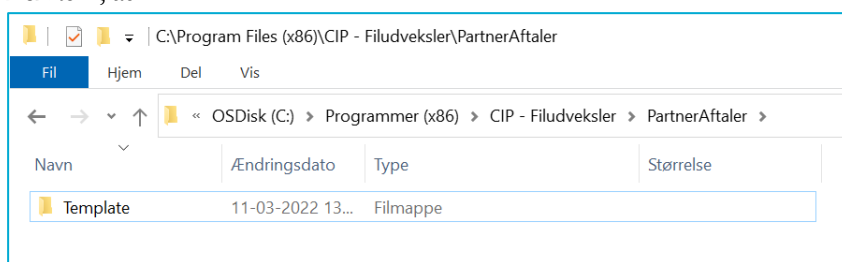 C:\Program Files (x86)\CIP - Filudveksler\PartnerAftaler
Fil Hjem Del Vis
« OSDisk (C:) > Programmer (x86) > CIP - Filudveksler > PartnerAftaler >
Navn Ændringsdato Type Størrelse
Template 11-03-2022 13... Filmappe